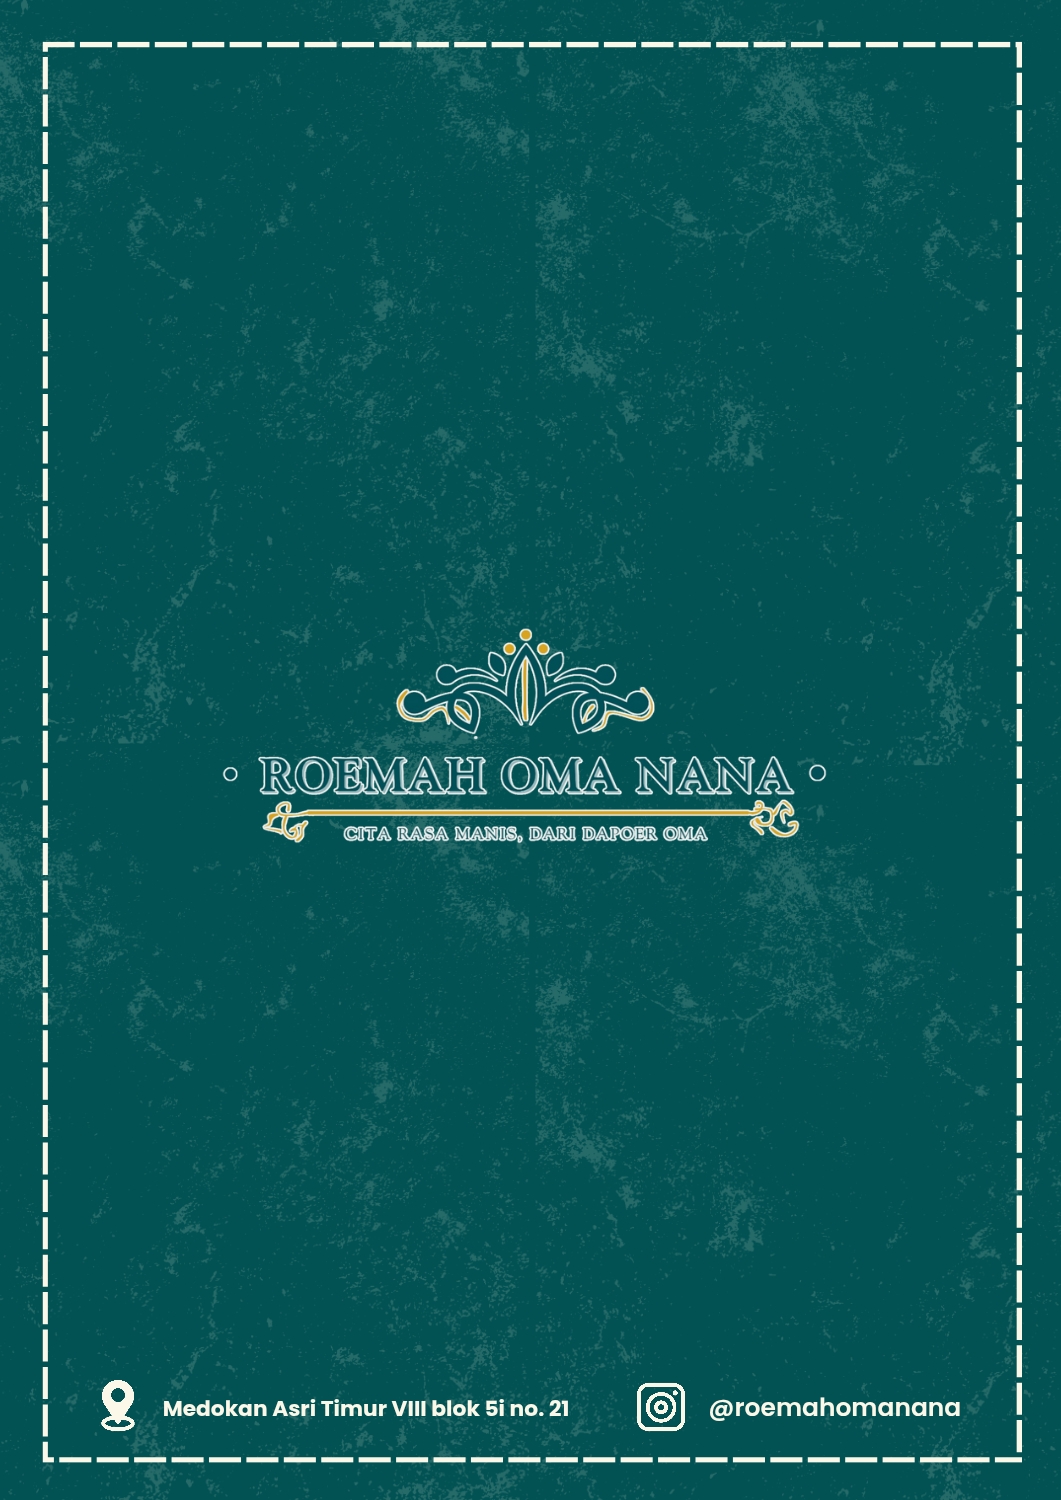 ROEMAH OMA NANA
CITA RASA MANIS, DARI DAPOER OMA
Medokan Asri Timur VIII blok 5i no. 21
@roemahomanana